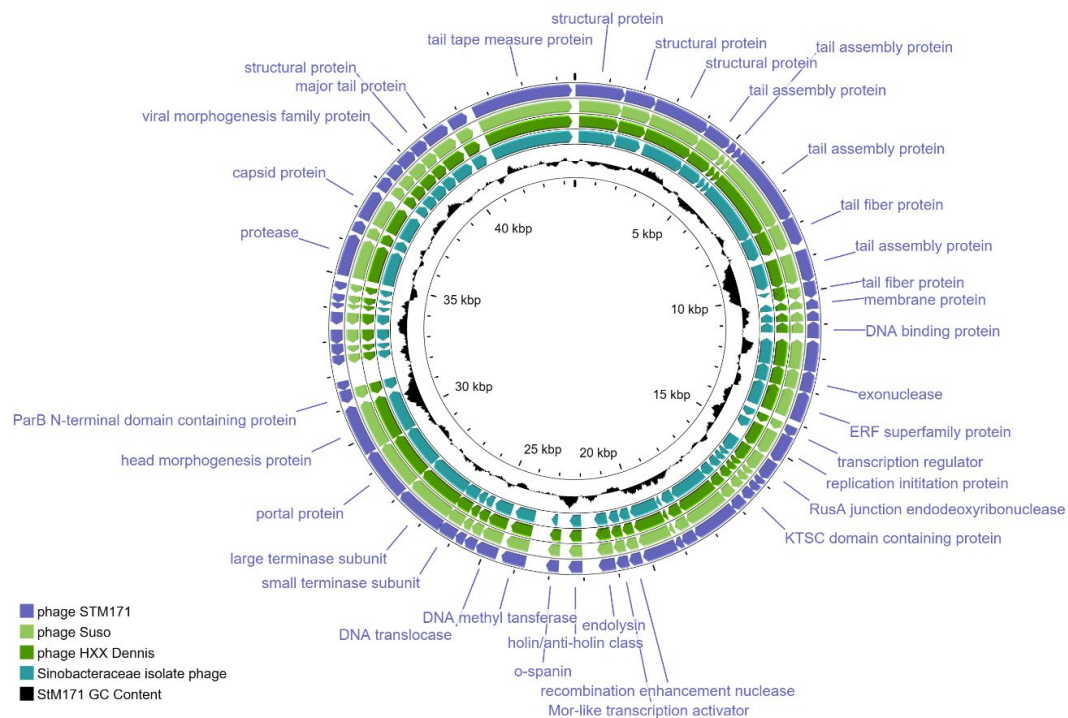 structural protein
tail tape measure protein
structural protein
tail assembly protein
structural protein
structural protein
major tail protein
tail assembly protein
viral morphogenesis family protein
tail assembly protein
capsid protein
tail fiber protein
protease
tail assembly protein
tail fiber protein
membrane protein
DNA binding protein
40 kbp
5 kbp
35 kbp
10 kbp
30 kbp
15 kbp
25 kbp
20 kbp
exonuclease
ParB N-terminal domain containing protein
ERF superfamily protein
head morphogenesis protein
transcription regulator
replication inititation protein
portal protein
RusA junction endodeoxyribonuclease
KTSC domain containing protein
large terminase subunit
small terminase subunit
DNA methyl tansferase
endolysin
DNA translocase
holin/anti-holin class
o-spanin
recombination enhancement nuclease
Mor-like transcription activator
phage STM171
phage Suso
phage HXX Dennis
Sinobacteraceae isolate phage
StM171 GC Content